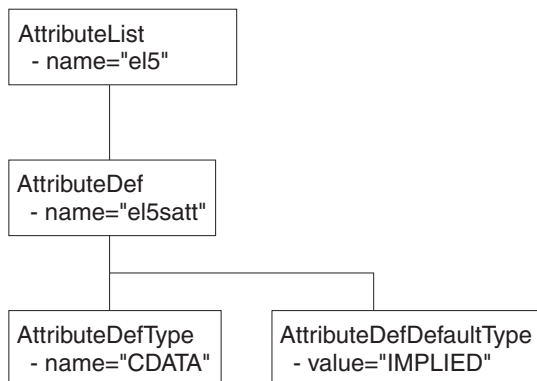 AttributeList
- name="el5"
AttributeDef
- name="el5satt"
AttributeDefType
- name="CDATA"
AttributeDefDefaultType
- value="IMPLIED"